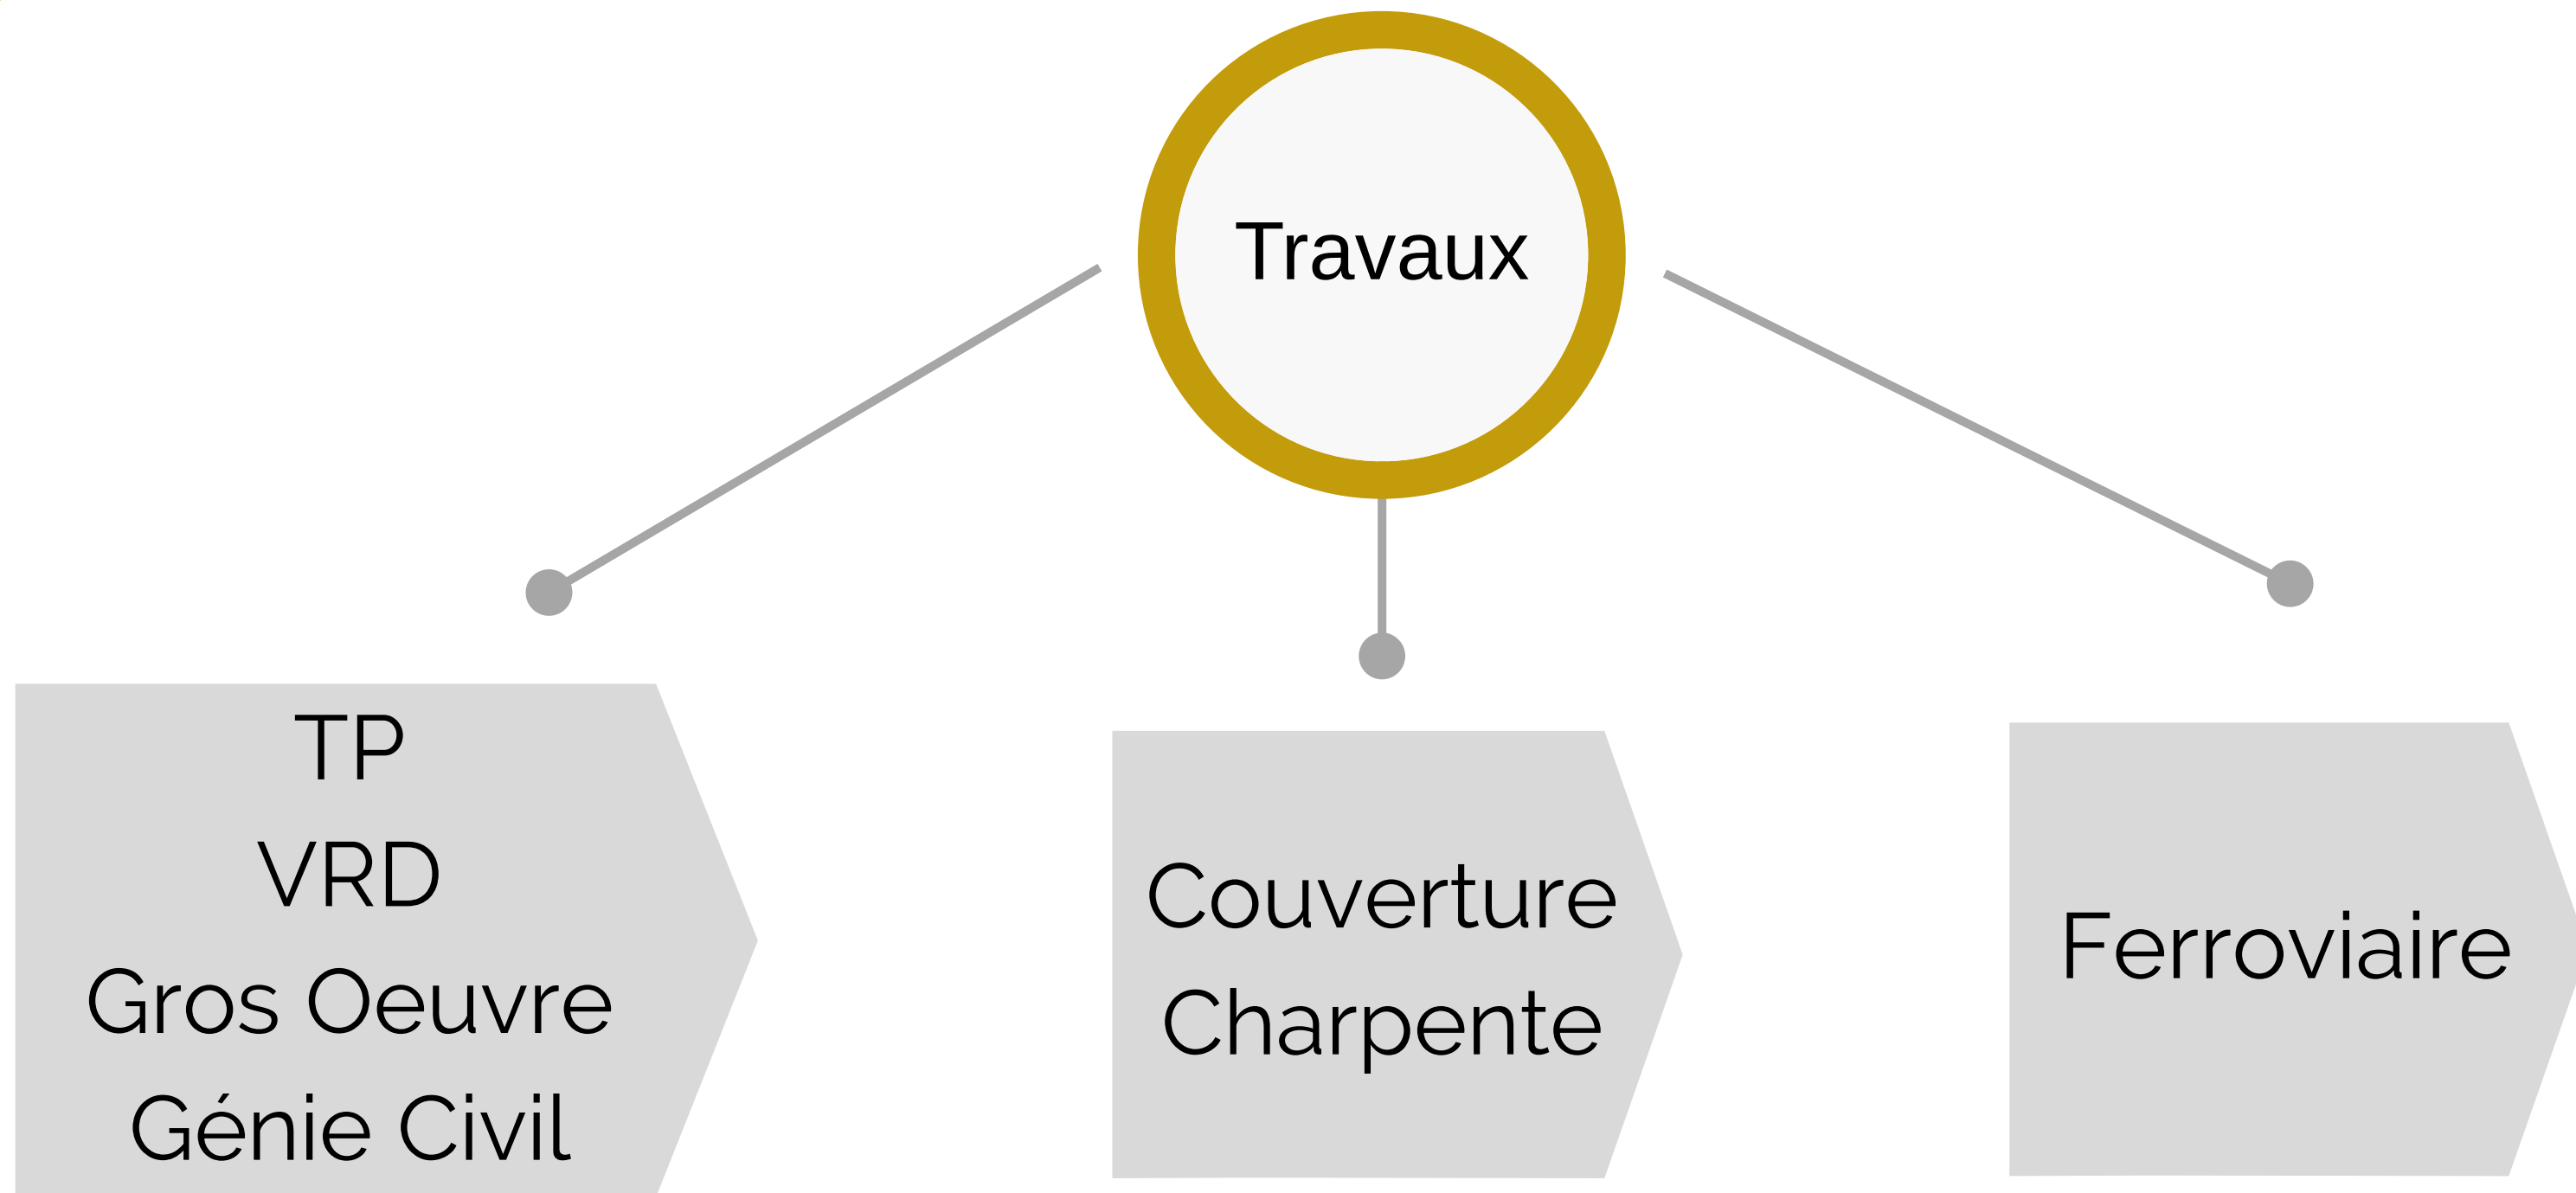 Travaux
TP
VRD
Gros Oeuvre
Génie Civil
Couverture
Charpente
Ferroviaire